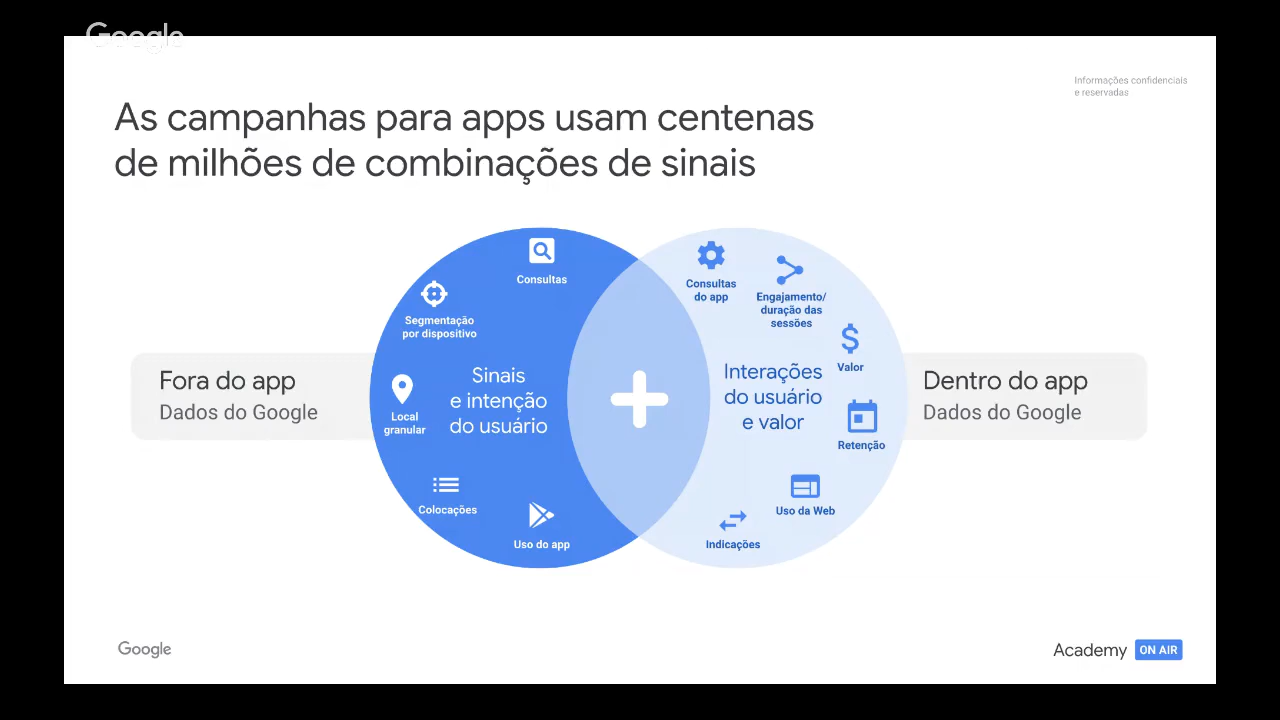 Google
Informações confidenciais
e reservadas
As campanhas para apps usam centenas
de milhões de combinações de sinais
Fora do app
Dados do Google
Consultas
Segmentação
por dispositivo
Local
granular
Colocações
Uso do app
Sinais
e intenção
do usuário
Interações
do usuário
e valor
Consultas
do app
Engajamento/
duração das
sessões
Valor
Retenção
Uso da Web
Indicações
Dentro do app
Dados do Google
Google
Academy ON AIR